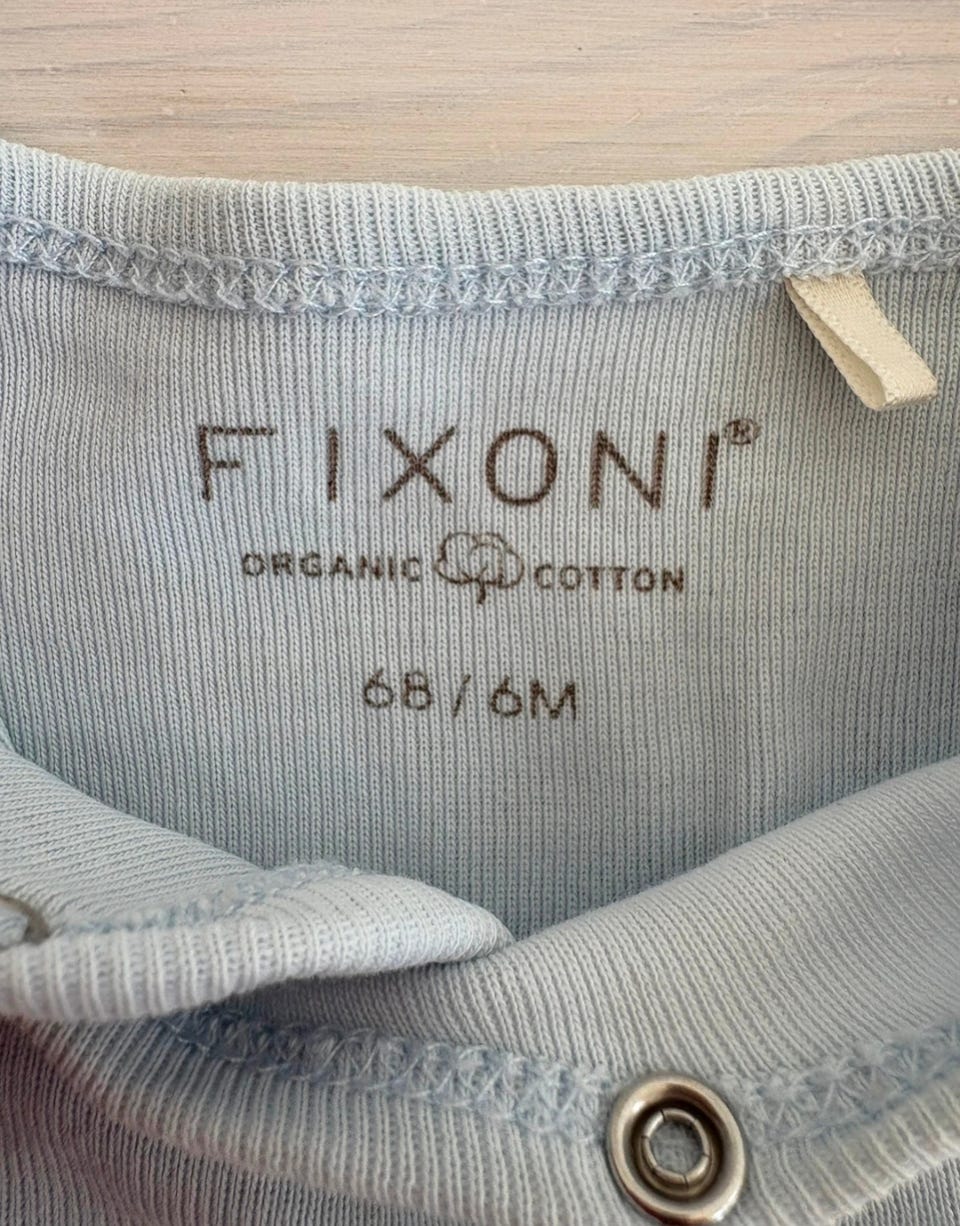 FIXONI®
ORGANIC COTTON
68 / 6M